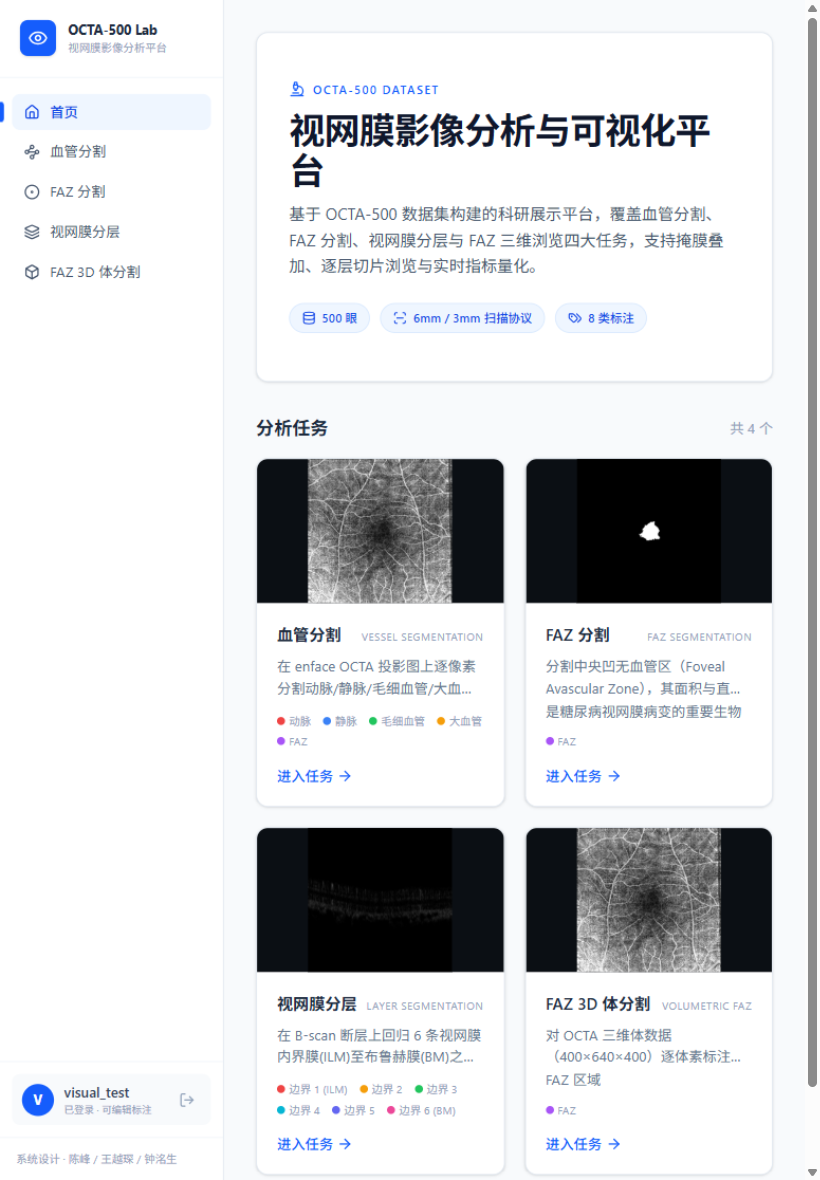 OCTA-500 Lab
视网膜影像分析平台
首页
血管分割
FAZ 分割
视网膜分层
FAZ 3D 体分割
V
visual_test
已登录 · 可编辑标注
系统设计 · 陈峰 / 王越琛 / 钟洺生
OCTA-500 DATASET
视网膜影像分析与可视化平
台
基于 OCTA-500 数据集构建的科研展示平台，覆盖血管分割、
FAZ 分割、视网膜分层与 FAZ 三维浏览四大任务，支持掩膜叠
加、逐层切片浏览与实时指标量化。
500 眼
6mm / 3mm 扫描协议
8 类标注
分析任务
共 4 个
血管分割 VESSEL SEGMENTATION
在 enface OCTA 投影图上逐像素
分割动脉/静脉/毛细血管/大血...
动脉 静脉 毛细血管 大血管
FAZ
进入任务 →
FAZ 分割 FAZ SEGMENTATION
分割中央凹无血管区（Foveal
Avascular Zone），其面积与直...
是糖尿病视网膜病变的重要生物
FAZ
进入任务 →
视网膜分层 LAYER SEGMENTATION
在 B-scan 断层上回归 6 条视网膜
内界膜(ILM)至布鲁赫膜(BM)之...
边界 1 (ILM) 边界 2 边界 3
边界 4 边界 5 边界 6 (BM)
进入任务 →
FAZ 3D 体分割 VOLUMETRIC FAZ
对 OCTA 三维体数据
（400×640×400）逐体素标注...
FAZ 区域
FAZ
进入任务 →